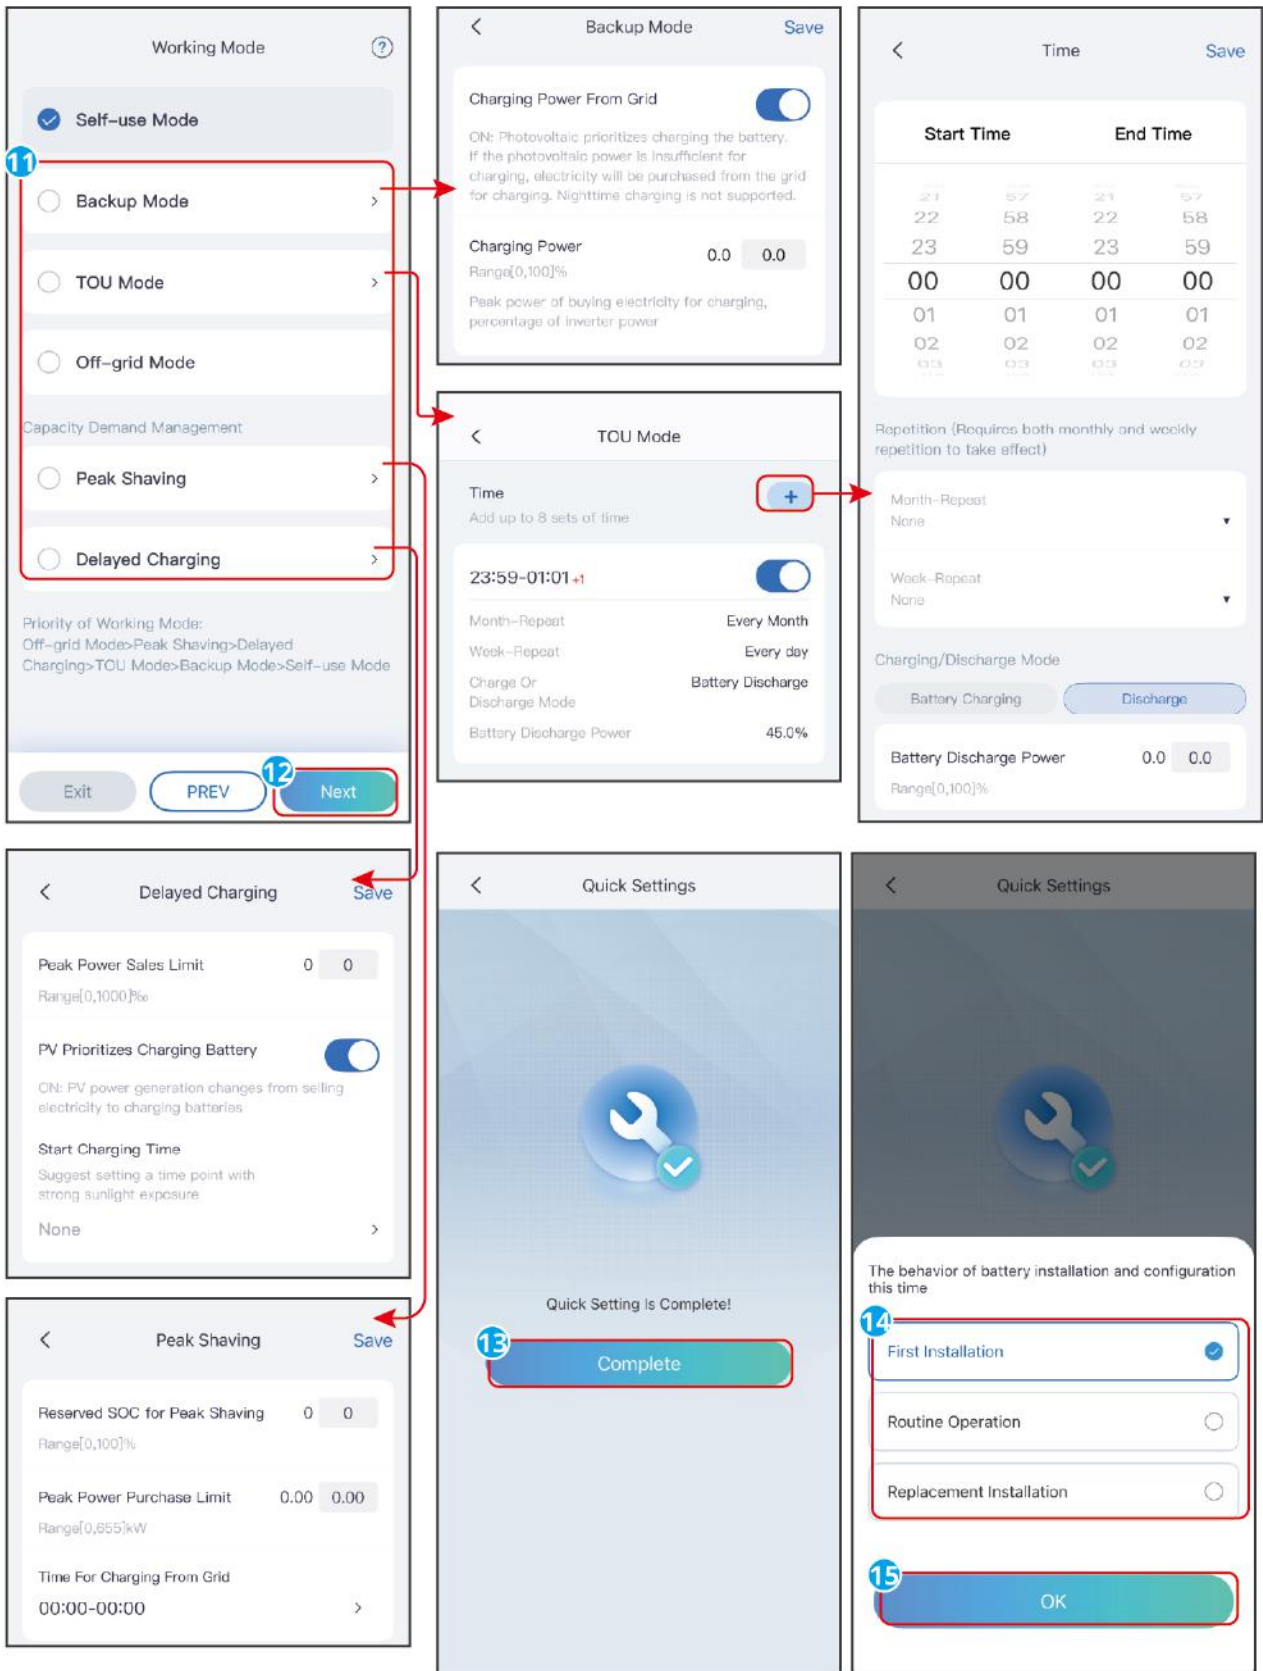 Working Mode
?
Self-use Mode
11
Backup Mode
TOU Mode
Off-grid Mode
Capacity Demand Management
Peak Shaving
Delayed Charging
Priority of Working Mode:
Off-grid Mode>Peak Shaving>Delayed
Charging>TOU Mode>Backup Mode>Self-use Mode
12
Exit
PREV
Next
Backup Mode
Save
Charging Power From Grid
ON: Photovoltaic prioritizes charging the battery.
If the photovoltaic power is insufficient for
charging, electricity will be purchased from the grid
for charging. Nighttime charging is not supported.
Charging Power 0.0 0.0
Range[0,100]%
Peak power of buying electricity for charging,
percentage of inverter power
TOU Mode
Time
+
Add up to 8 sets of time
23:59-01:01 +1
Month-Repeat Every Month
Week-Repeat Every day
Charge Or Battery Discharge
Discharge Mode
Battery Discharge Power 45.0%
Time
Save
Start Time End Time
21 57 21 57
22 58 22 58
23 59 23 59
00 00 00 00
01 01 01 01
02 02 02 02
03 03 03 03
Repetition (Requires both monthly and weekly
repetition to take effect)
Month-Repeat
None
Week-Repeat
None
Charging/Discharge Mode
Battery Charging Discharge
Battery Discharge Power 0.0 0.0
Range[0,100]%
Delayed Charging
Save
Peak Power Sales Limit 0 0
Range[0,1000]‰
PV Prioritizes Charging Battery
ON: PV power generation changes from selling
electricity to charging batteries
Start Charging Time
Suggest setting a time point with
strong sunlight exposure
None
Peak Shaving
Save
Reserved SOC for Peak Shaving 0 0
Range[0,100]%
Peak Power Purchase Limit 0.00 0.00
Range[0,655]kW
Time For Charging From Grid
00:00-00:00
Quick Settings
Quick Setting Is Complete!
13
Complete
Quick Settings
The behavior of battery installation and configuration
this time
14
First Installation
Routine Operation
Replacement Installation
15
OK